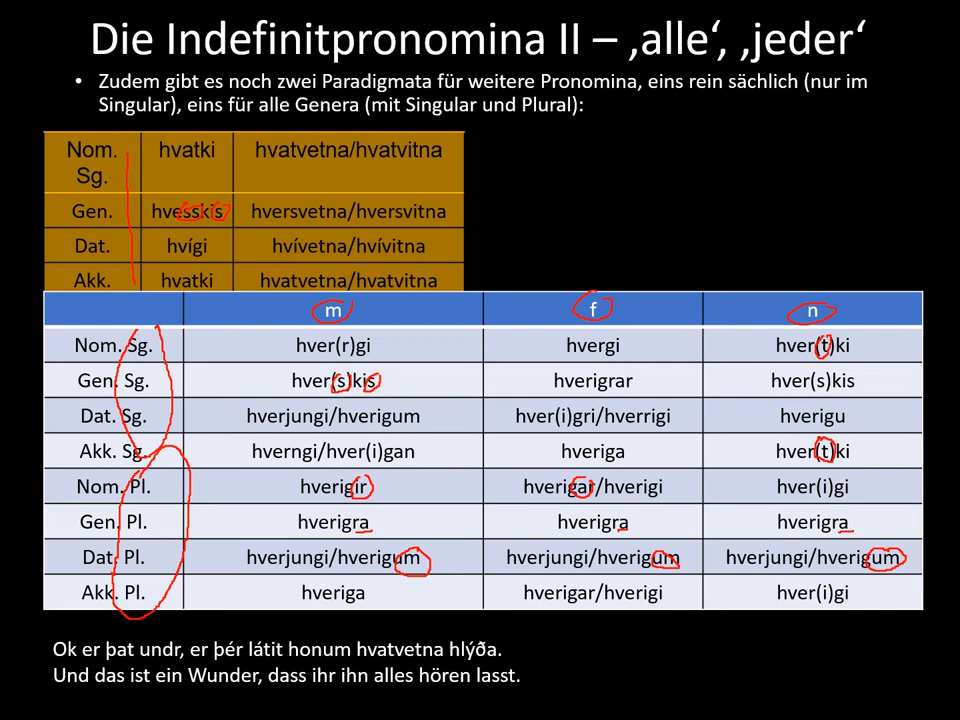 Die Indefinitpronomina II – ‚alle‘, ‚jeder‘
• Zudem gibt es noch zwei Paradigmata für weitere Pronomina, eins rein sächlich (nur im
Singular), eins für alle Genera (mit Singular und Plural):
Nom. Sg. hvatki hvatvetna/hvatvitna
Gen. hvesskis hversvetna/hversvitna
Dat. hvígi hvívetna/hvívitna
Akk. hvatki hvatvetna/hvatvitna
m f n
Nom. Sg. hver(r)gi hvergi hver(t)ki
Gen. Sg. hver(s)kis hverigrar hver(s)kis
Dat. Sg. hverjungi/hverigum hver(i)gri/hverrigi hverigu
Akk. Sg. hverngi/hver(i)gan hveriga hver(t)ki
Nom. Pl. hverigir hverigar/hverigi hver(i)gi
Gen. Pl. hverigra hverigra hverigra
Dat. Pl. hverjungi/hverigum hverjungi/hverigum hverjungi/hverigum
Akk. Pl. hveriga hverigar/hverigi hver(i)gi
Ok er þat undr, er þér látit honum hvatvetna hlýða.
Und das ist ein Wunder, dass ihr ihn alles hören lasst.